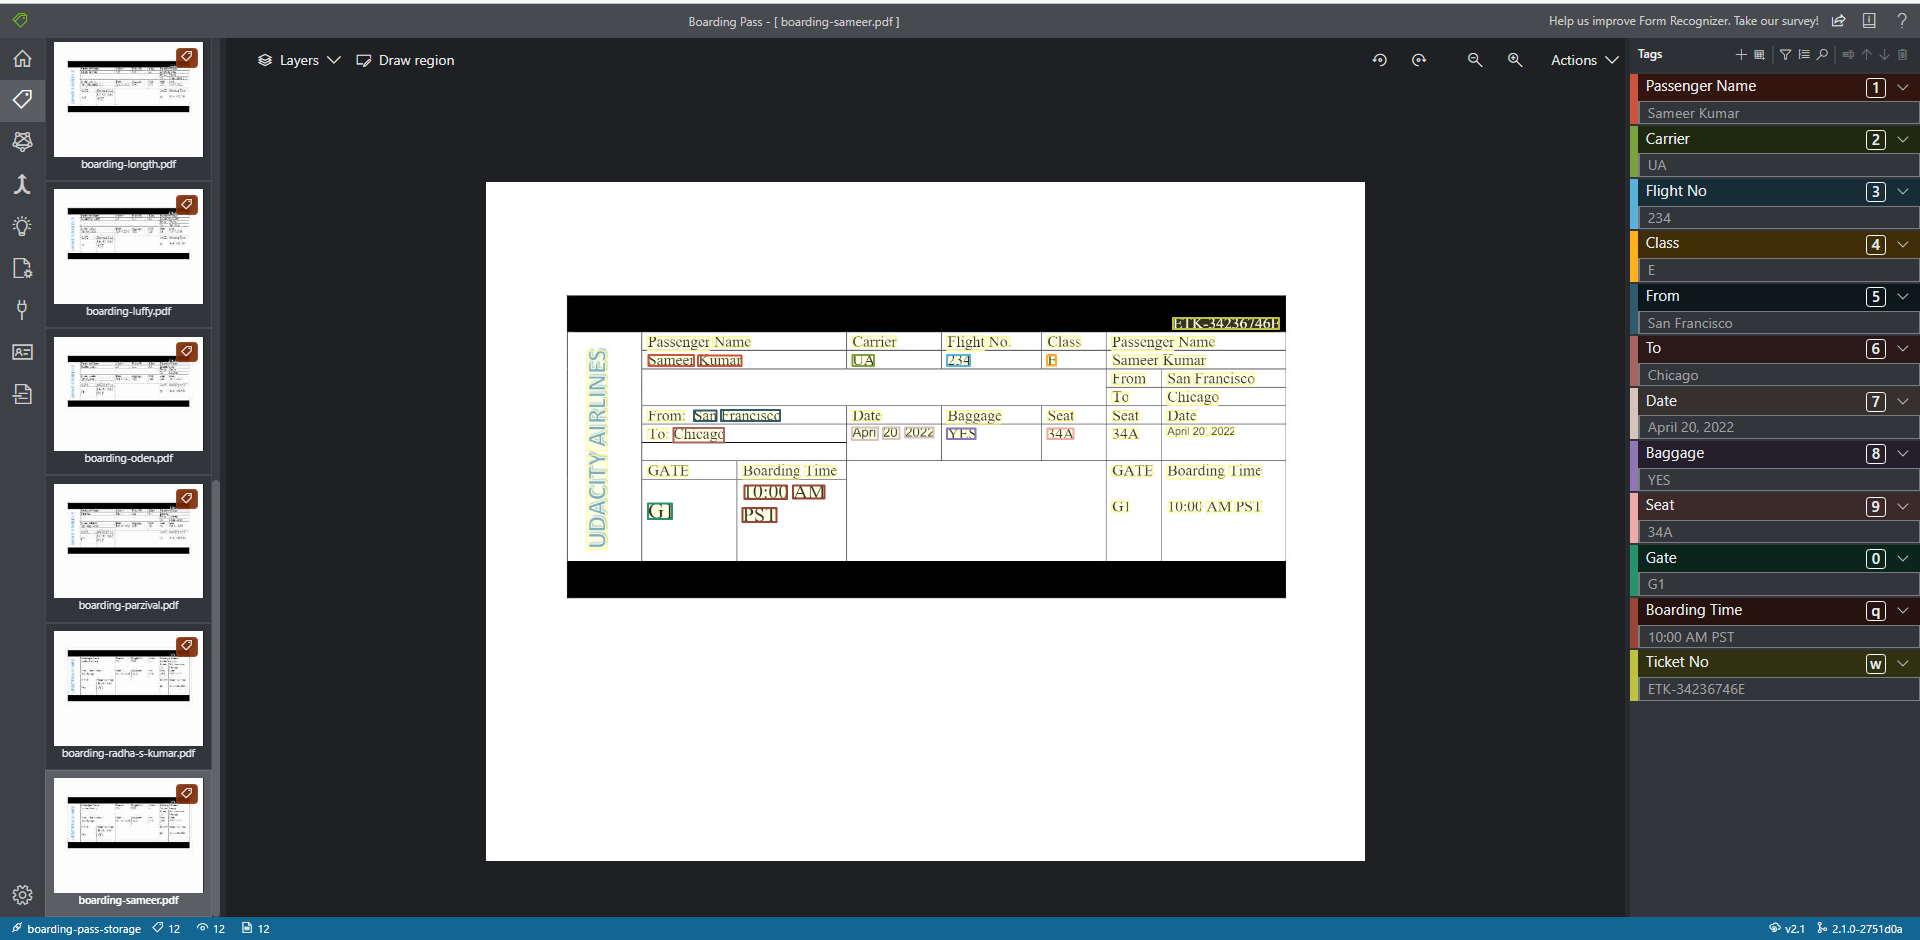 Boarding Pass - [ boarding-sameer.pdf ]
Help us improve Form Recognizer. Take our survey!
boarding-longth.pdf
boarding-luffy.pdf
boarding-oden.pdf
boarding-parzival.pdf
boarding-radha-s-kumar.pdf
boarding-sameer.pdf
Layers
Draw region
Actions
ETK-34236746E
UDACITY AIRLINES
Passenger Name Carrier Flight No. Class Passenger Name
Sameer Kumar UA 234 E Sameer Kumar
From San Francisco
To Chicago
From: San Francisco Date Baggage Seat Seat Date
To: Chicago April 20 2022 YES 34A 34A April 20, 2022
GATE Boarding Time GATE Boarding Time
10:00 AM
G1 PST G1 10:00 AM PST
Tags
Passenger Name 1
Sameer Kumar
Carrier 2
UA
Flight No 3
234
Class 4
E
From 5
San Francisco
To 6
Chicago
Date 7
April 20, 2022
Baggage 8
YES
Seat 9
34A
Gate 0
G1
Boarding Time q
10:00 AM PST
Ticket No w
ETK-34236746E
boarding-pass-storage 12 12 12
v2.1 2.1.0-2751d0a